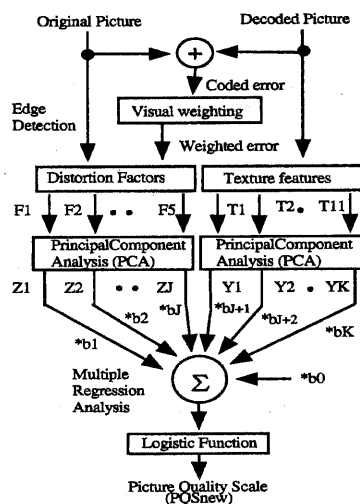 Original Picture Decoded Picture
+
Coded error
Edge
Detection
Visual weighting
Weighted error
Distortion Factors Texture features
F1 F2 • • F5 T1 T2 • T11
PrincipalComponent
Analysis (PCA)
PrincipalComponent
Analysis (PCA)
Z1 Z2 • • ZJ Y1 Y2 • YK
*b1 *b2 *bJ *bJ+1 *bJ+2 *bK
Multiple
Regression
Analysis
Σ
*b0
Logistic Function
Picture Quality Scale
(PQSnew)